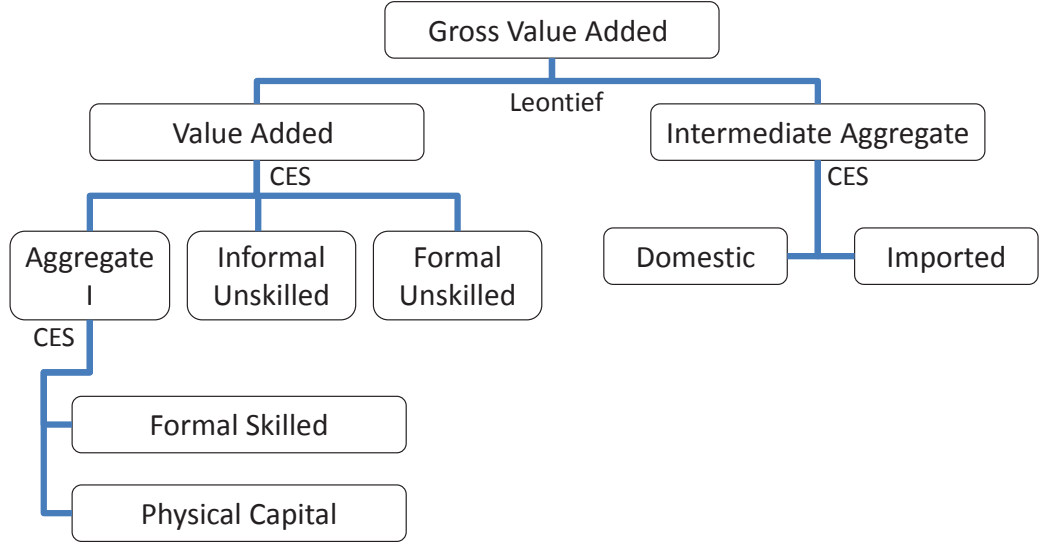 Gross Value Added
Leontief
Value Added
Intermediate Aggregate
CES
CES
Aggregate
I
Informal
Unskilled
Formal
Unskilled
Domestic
Imported
CES
Formal Skilled
Physical Capital